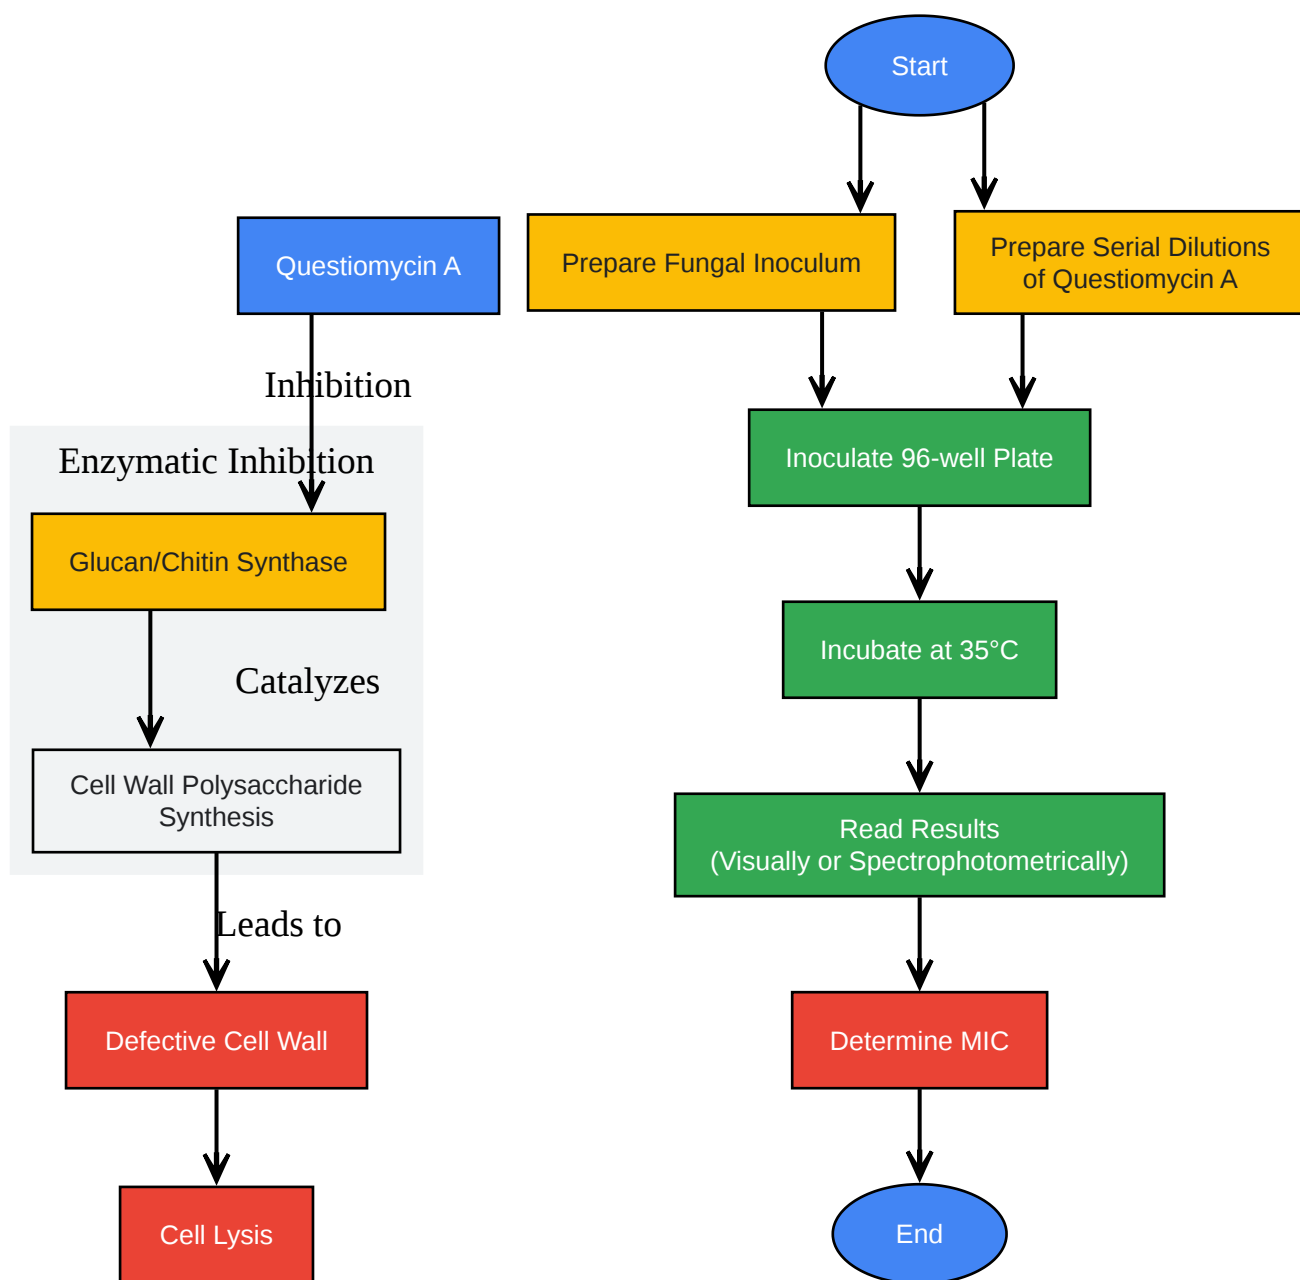 Questiomycin A
Inhibition
Enzymatic Inhibition
Glucan/Chitin Synthase
Catalyzes
Cell Wall Polysaccharide
Synthesis
Leads to
Defective Cell Wall
Cell Lysis
Start
Prepare Fungal Inoculum
Prepare Serial Dilutions
of Questiomycin A
Inoculate 96-well Plate
Incubate at 35°C
Read Results
(Visually or Spectrophotometrically)
Determine MIC
End